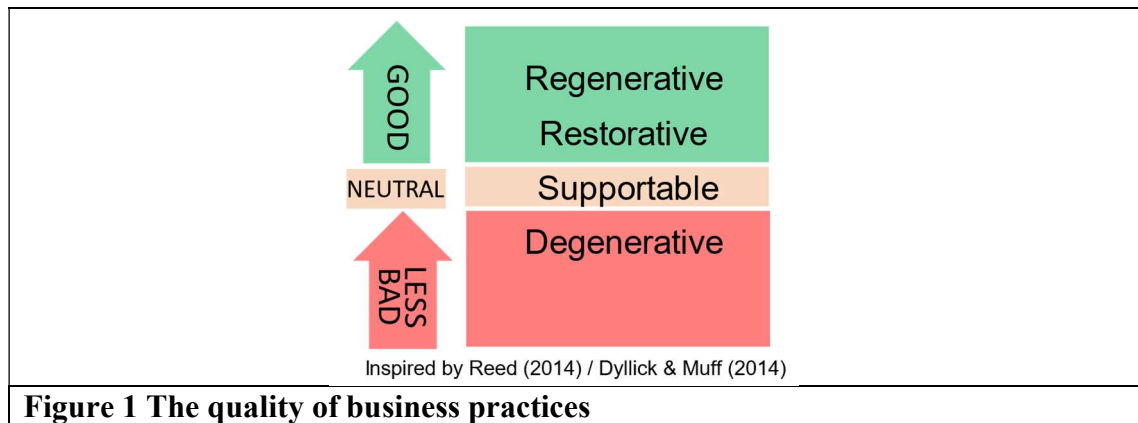 GOOD
Regenerative
Restorative
NEUTRAL
Supportable
LESS
BAD
Degenerative
Inspired by Reed (2014) / Dyllick & Muff (2014)
Figure 1 The quality of business practices